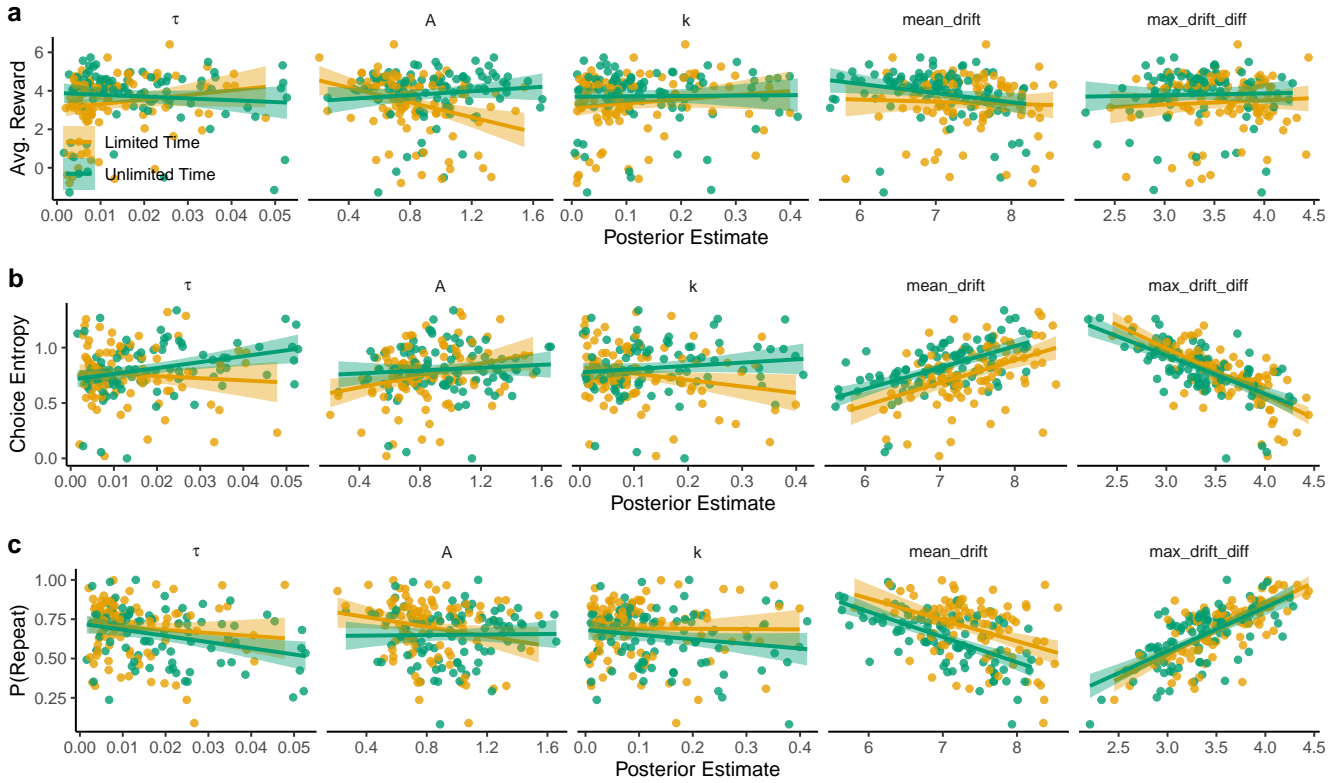 a
τ A k mean_drift max_drift_diff
Avg. Reward
6
4
2
0
Limited Time
Unlimited Time
0.00 0.01 0.02 0.03 0.04 0.05 0.4 0.8 1.2 1.6 0.0 0.1 0.2 0.3 0.4 6 7 8 2.5 3.0 3.5 4.0 4.5
Posterior Estimate
b
τ A k mean_drift max_drift_diff
Choice Entropy
1.0
0.5
0.0
0.00 0.01 0.02 0.03 0.04 0.05 0.4 0.8 1.2 1.6 0.0 0.1 0.2 0.3 0.4 6 7 8 2.5 3.0 3.5 4.0 4.5
Posterior Estimate
c
τ A k mean_drift max_drift_diff
P(Repeat)
1.00
0.75
0.50
0.25
0.00 0.01 0.02 0.03 0.04 0.05 0.4 0.8 1.2 1.6 0.0 0.1 0.2 0.3 0.4 6 7 8 2.5 3.0 3.5 4.0 4.5
Posterior Estimate